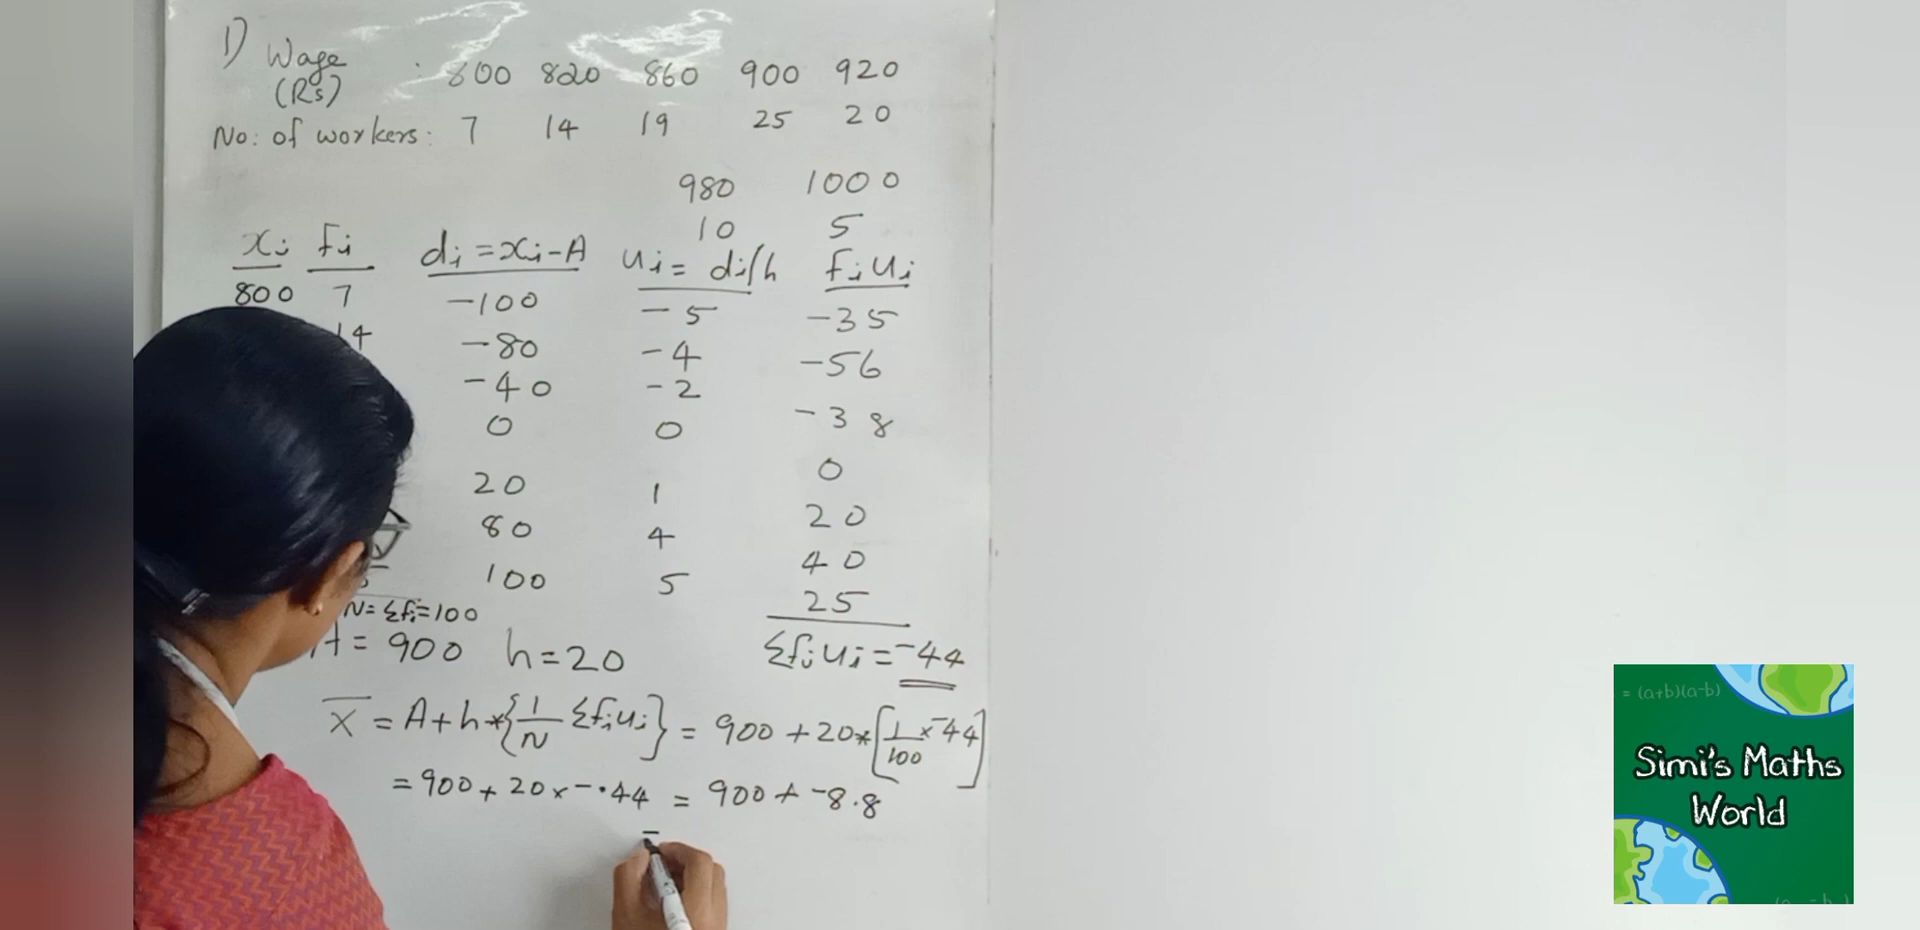 1) Wage (Rs) : 800 820 860 900 920
No: of workers: 7 14 19 25 20
980 1000
10 5
xi fi di = xi - A ui = di/h fiui
800 7 -100 -5 -35
14 -80 -4 -56
-40 -2 -38
0 0 0
20 1 20
80 4 40
100 5 25
N = Σfi = 100
= 900 h = 20 Σfiui = -44
x̄ = A + h * {1/N Σfiui} = 900 + 20 * [1/100 × -44]
= 900 + 20 × -.44 = 900 + -8.8
=
= (a+b)(a-b)
Simi's Maths
World